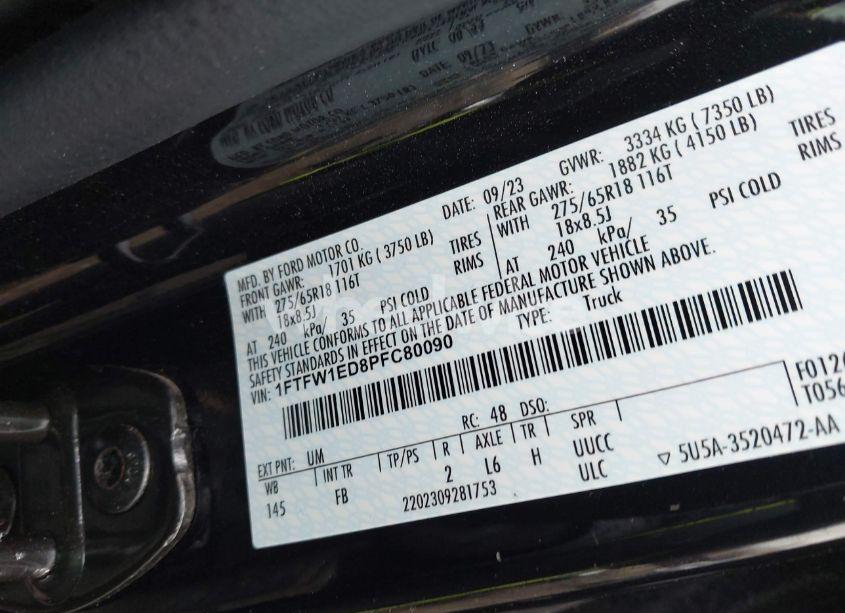 MFD. BY FORD MOTOR CO.
DATE: 09/23
GVWR: 3334 KG ( 7350 LB)
FRONT GAWR: 1701 KG ( 3750 LB)
REAR GAWR: 1882 KG ( 4150 LB)
WITH 275/65R18 116T TIRES
WITH 275/65R18 116T TIRES
18x8.5J RIMS
18x8.5J RIMS
AT 240 kPa/ 35 PSI COLD
AT 240 kPa/ 35 PSI COLD
THIS VEHICLE CONFORMS TO ALL APPLICABLE FEDERAL MOTOR VEHICLE
SAFETY STANDARDS IN EFFECT ON THE DATE OF MANUFACTURE SHOWN ABOVE.
VIN: 1FTFW1ED8PFC80090
TYPE: Truck
EXT PNT: UM
RC: 48 DSO:
WB INT TR TP/PS R AXLE TR SPR
145 FB 2 L6 H UUCC
2202309281753 ULC
5U5A-3520472-AA